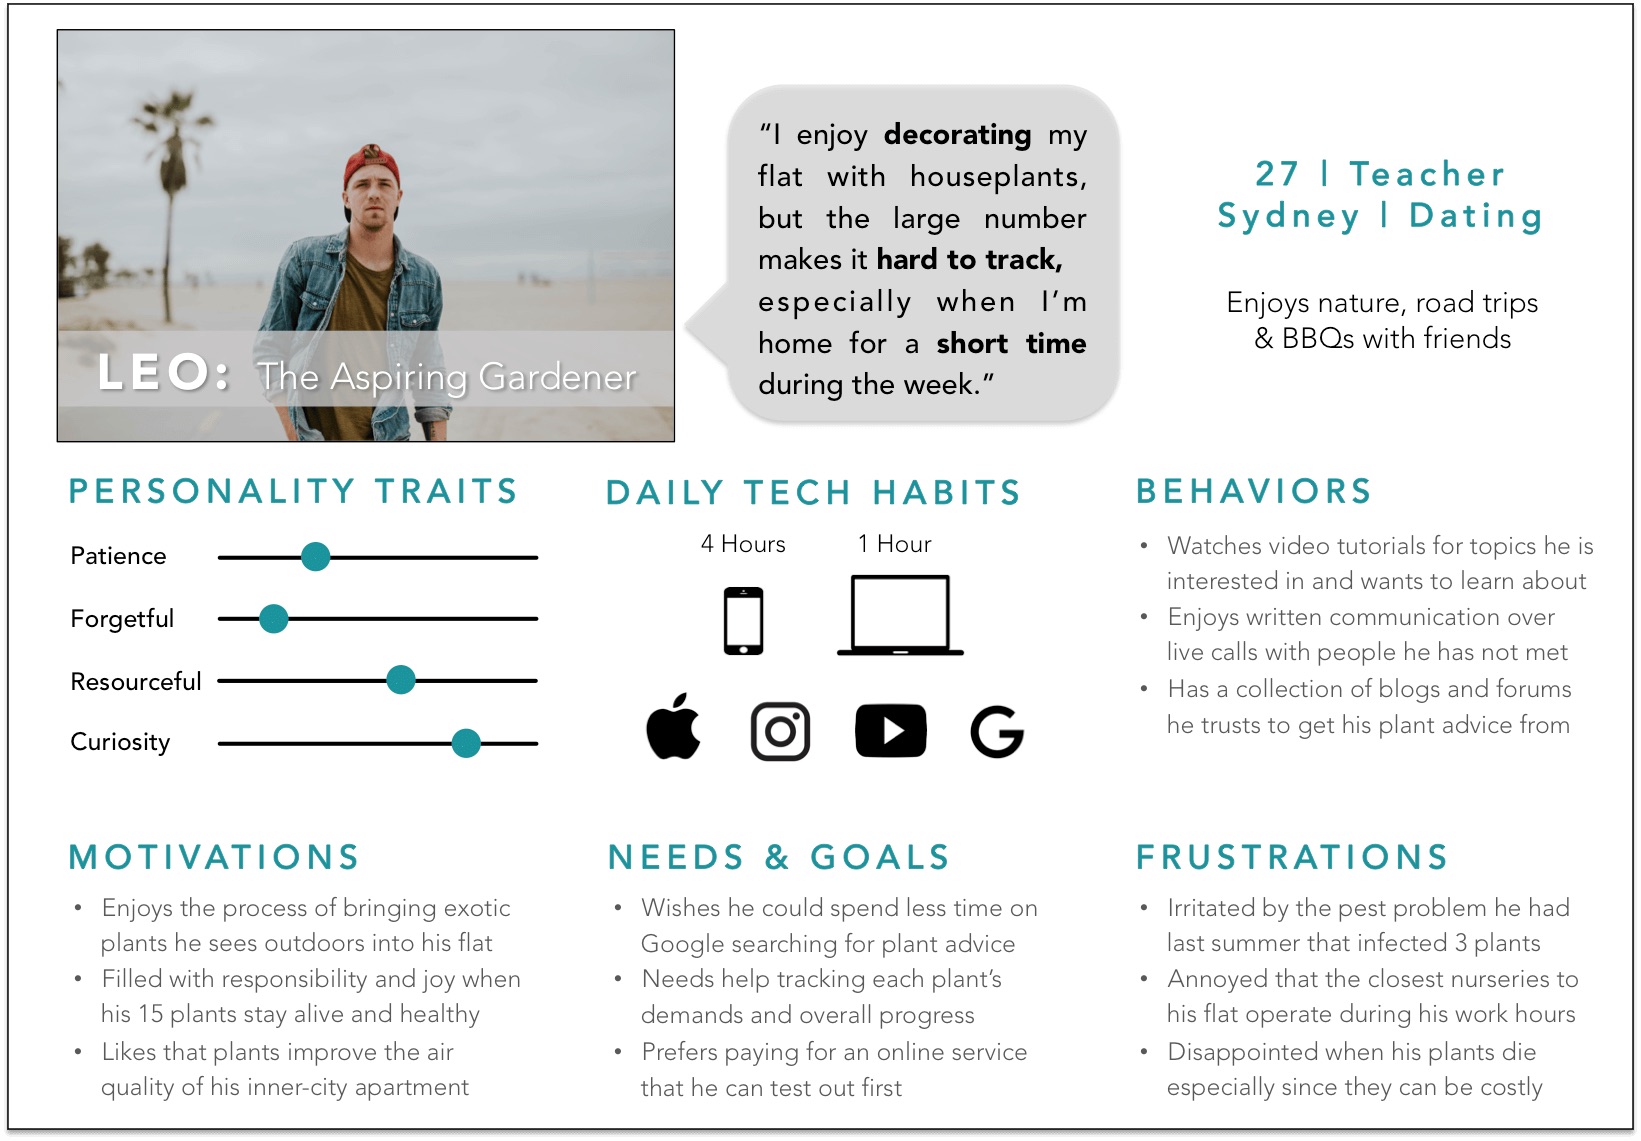 LEO: The Aspiring Gardener
“I enjoy decorating my
flat with houseplants,
but the large number
makes it hard to track,
especially when I’m
home for a short time
during the week.”
27 | Teacher
Sydney | Dating
Enjoys nature, road trips
& BBQs with friends
PERSONALITY TRAITS
Patience
Forgetful
Resourceful
Curiosity
DAILY TECH HABITS
4 Hours
1 Hour
BEHAVIORS
• Watches video tutorials for topics he is
interested in and wants to learn about
• Enjoys written communication over
live calls with people he has not met
• Has a collection of blogs and forums
he trusts to get his plant advice from
MOTIVATIONS
• Enjoys the process of bringing exotic
plants he sees outdoors into his flat
• Filled with responsibility and joy when
his 15 plants stay alive and healthy
• Likes that plants improve the air
quality of his inner-city apartment
NEEDS & GOALS
• Wishes he could spend less time on
Google searching for plant advice
• Needs help tracking each plant’s
demands and overall progress
• Prefers paying for an online service
that he can test out first
FRUSTRATIONS
• Irritated by the pest problem he had
last summer that infected 3 plants
• Annoyed that the closest nurseries to
his flat operate during his work hours
• Disappointed when his plants die
especially since they can be costly